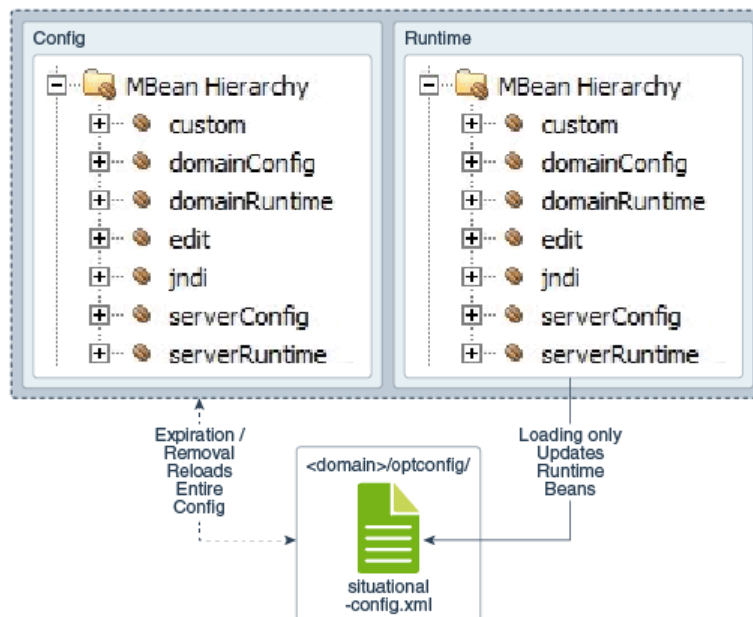 Config
MBean Hierarchy
custom
domainConfig
domainRuntime
edit
jndi
serverConfig
serverRuntime
Runtime
MBean Hierarchy
custom
domainConfig
domainRuntime
edit
jndi
serverConfig
serverRuntime
Expiration /
Removal
Reloads
Entire
Config
<domain>/optconfig/
situational
-config.xml
Loading only
Updates
Runtime
Beans